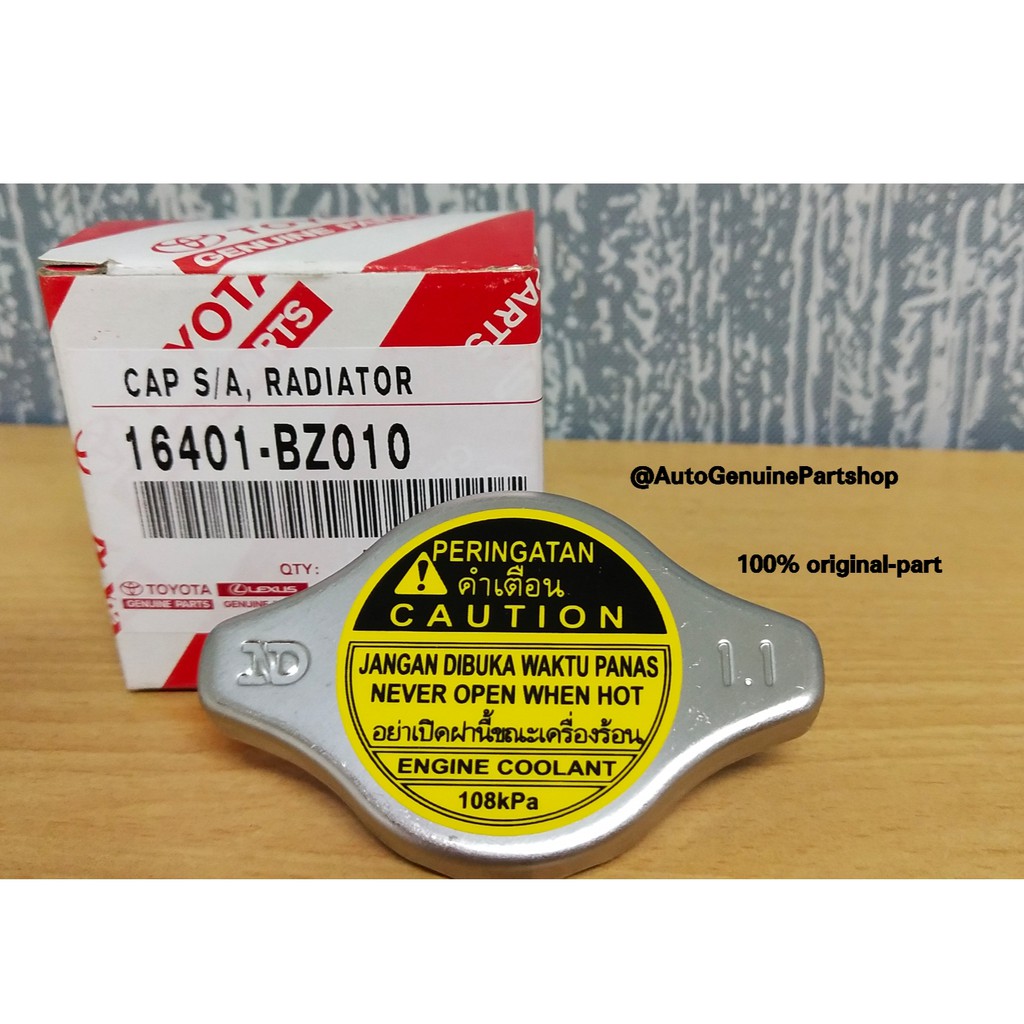 TOYOTA
GENUINE PARTS
CAP S/A, RADIATOR
16401-BZ010
QTY:
TOYOTA
GENUINE PARTS
LEXUS
@AutoGenuinePartshop
100% original-part
PERINGATAN
คำเตือน
CAUTION
ND
1.1
JANGAN DIBUKA WAKTU PANAS
NEVER OPEN WHEN HOT
อย่าเปิดฝานี้ขณะเครื่องร้อน
ENGINE COOLANT
108kPa